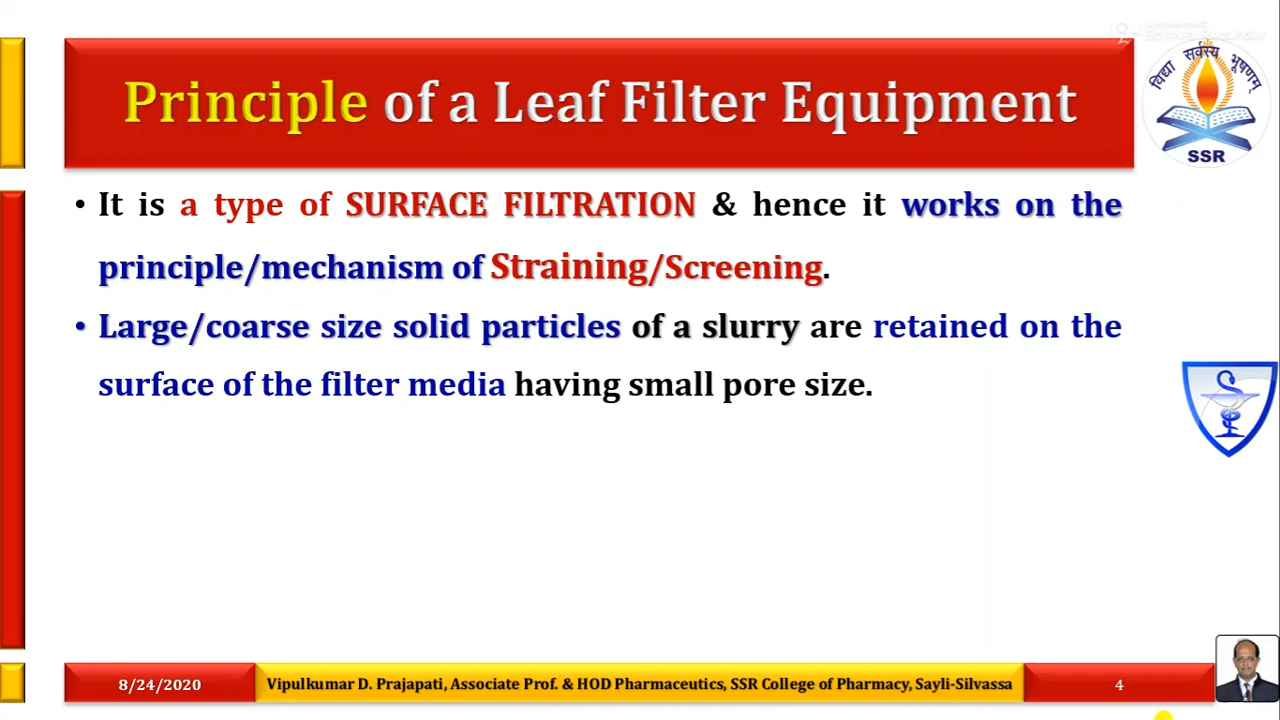 Principle of a Leaf Filter Equipment
विद्या सर्वस्य भूषणम्
SSR
• It is a type of SURFACE FILTRATION & hence it works on the
principle/mechanism of Straining/Screening.
• Large/coarse size solid particles of a slurry are retained on the
surface of the filter media having small pore size.
8/24/2020
Vipulkumar D. Prajapati, Associate Prof. & HOD Pharmaceutics, SSR College of Pharmacy, Sayli-Silvassa
4